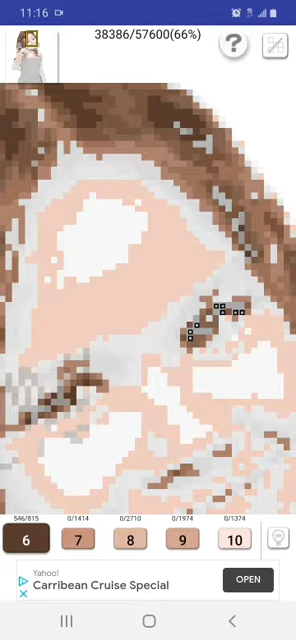 11:16
38386/57600(66%)
?
546/815 0/1414 0/2710 0/1974 0/1374
6 7 8 9 10
Yahoo!
Carribean Cruise Special
OPEN